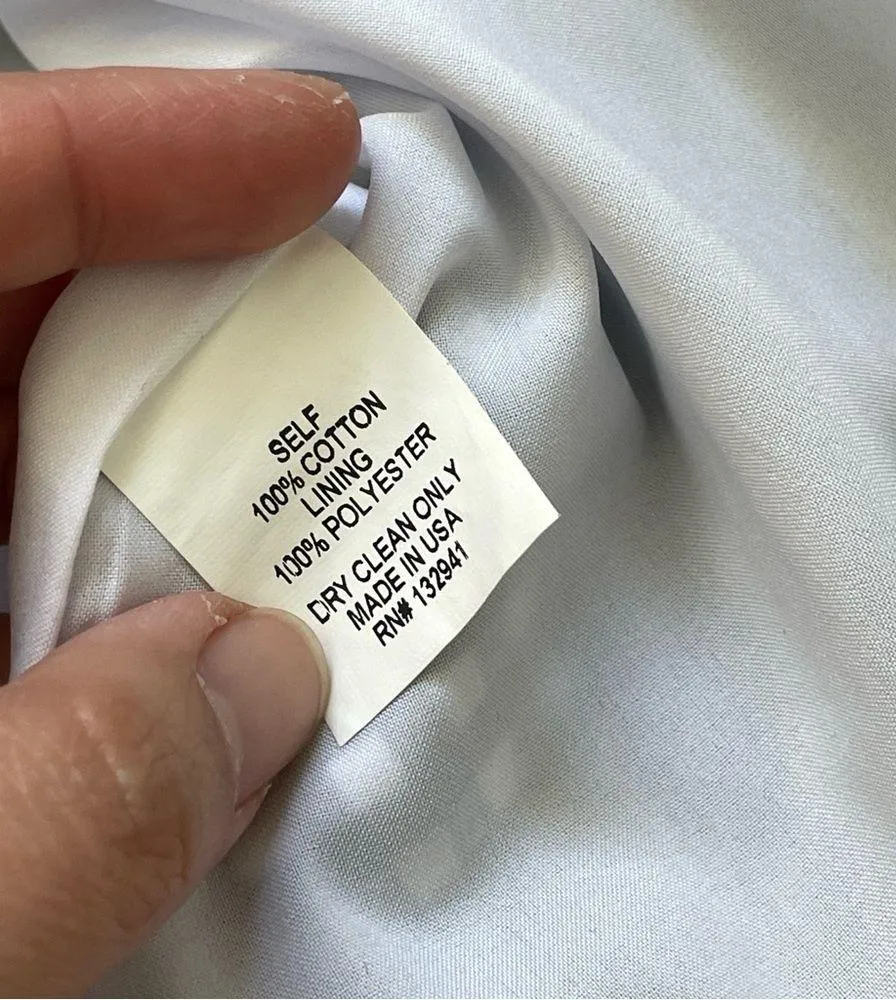 SELF
100% COTTON
LINING
100% POLYESTER
DRY CLEAN ONLY
MADE IN USA
RN# 132941